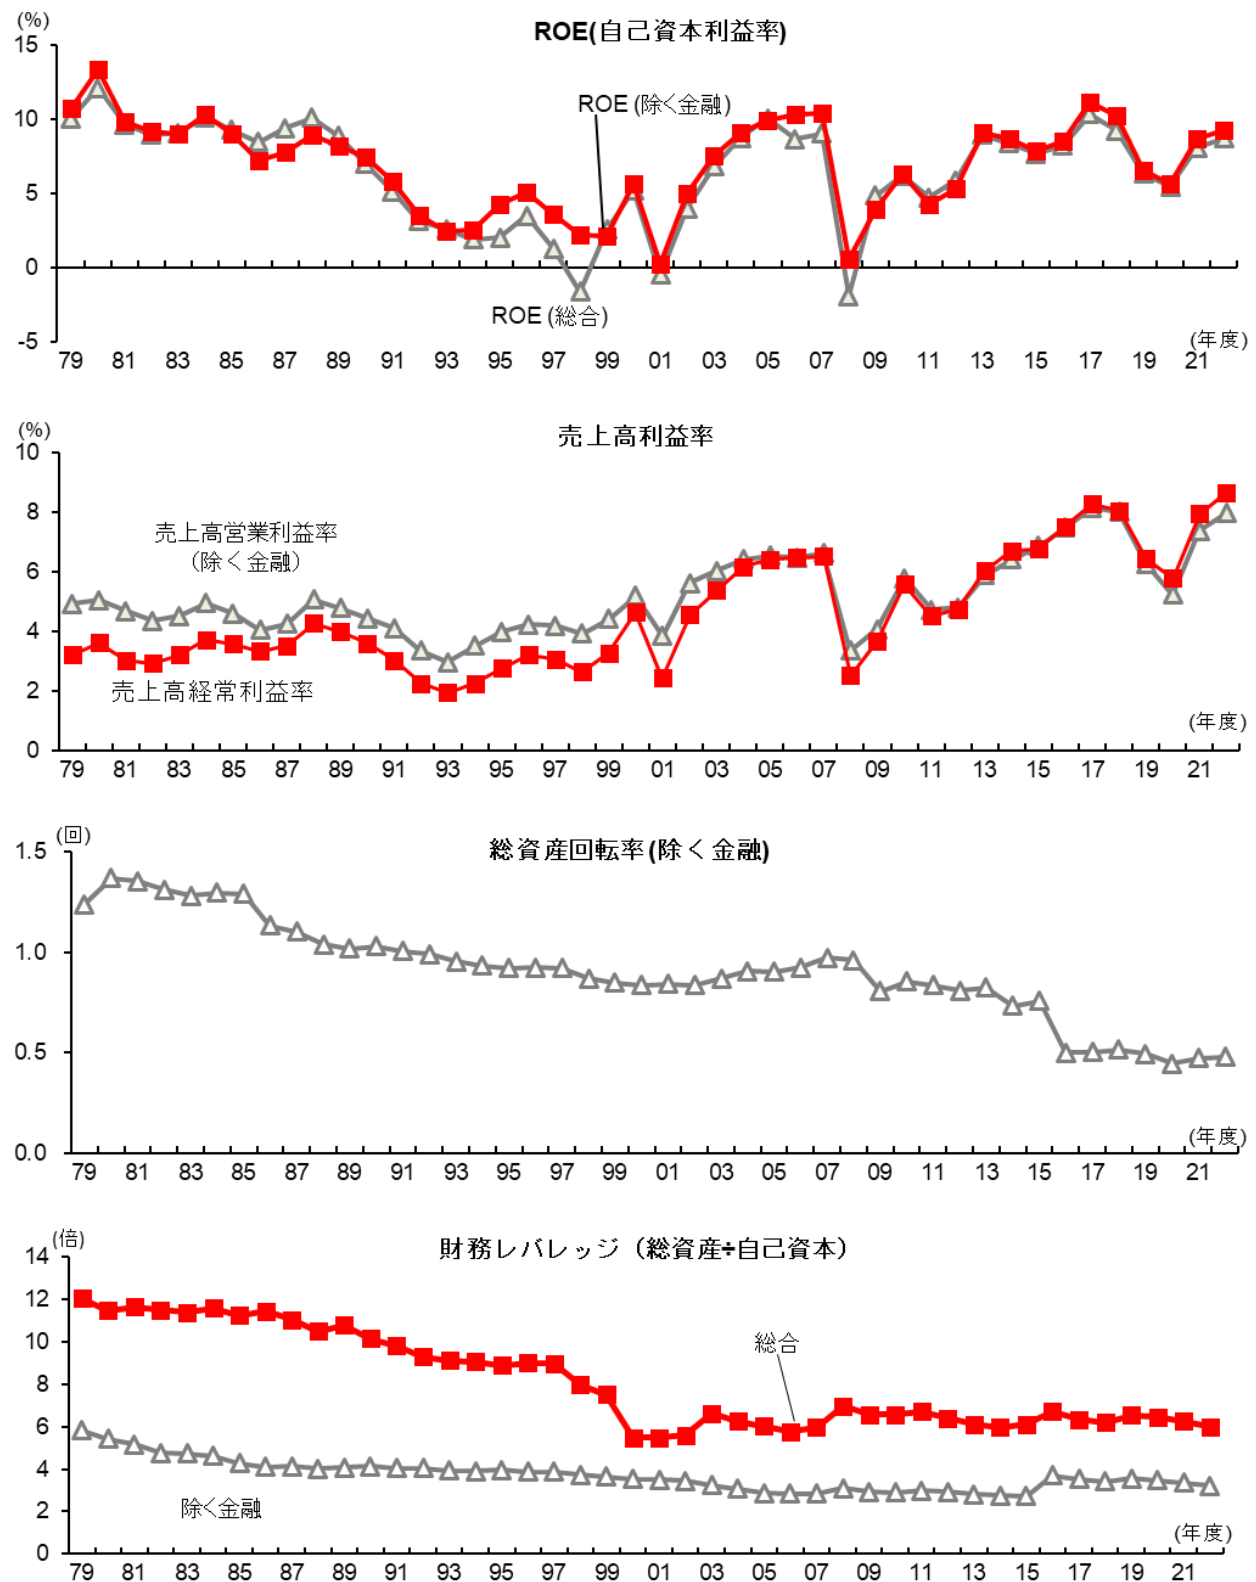 (%)
ROE(自己資本利益率)
15
10
5
0
-5
ROE (除く金融)
ROE (総合)
(年度)
79 81 83 85 87 89 91 93 95 97 99 01 03 05 07 09 11 13 15 17 19 21
(%)
売上高利益率
10
8
6
4
2
0
売上高営業利益率
(除く金融)
売上高経常利益率
(年度)
79 81 83 85 87 89 91 93 95 97 99 01 03 05 07 09 11 13 15 17 19 21
(回)
総資産回転率(除く金融)
1.5
1.0
0.5
0.0
(年度)
79 81 83 85 87 89 91 93 95 97 99 01 03 05 07 09 11 13 15 17 19 21
(倍)
財務レバレッジ（総資産÷自己資本）
14
12
10
8
6
4
2
0
総合
除く金融
(年度)
79 81 83 85 87 89 91 93 95 97 99 01 03 05 07 09 11 13 15 17 19 21